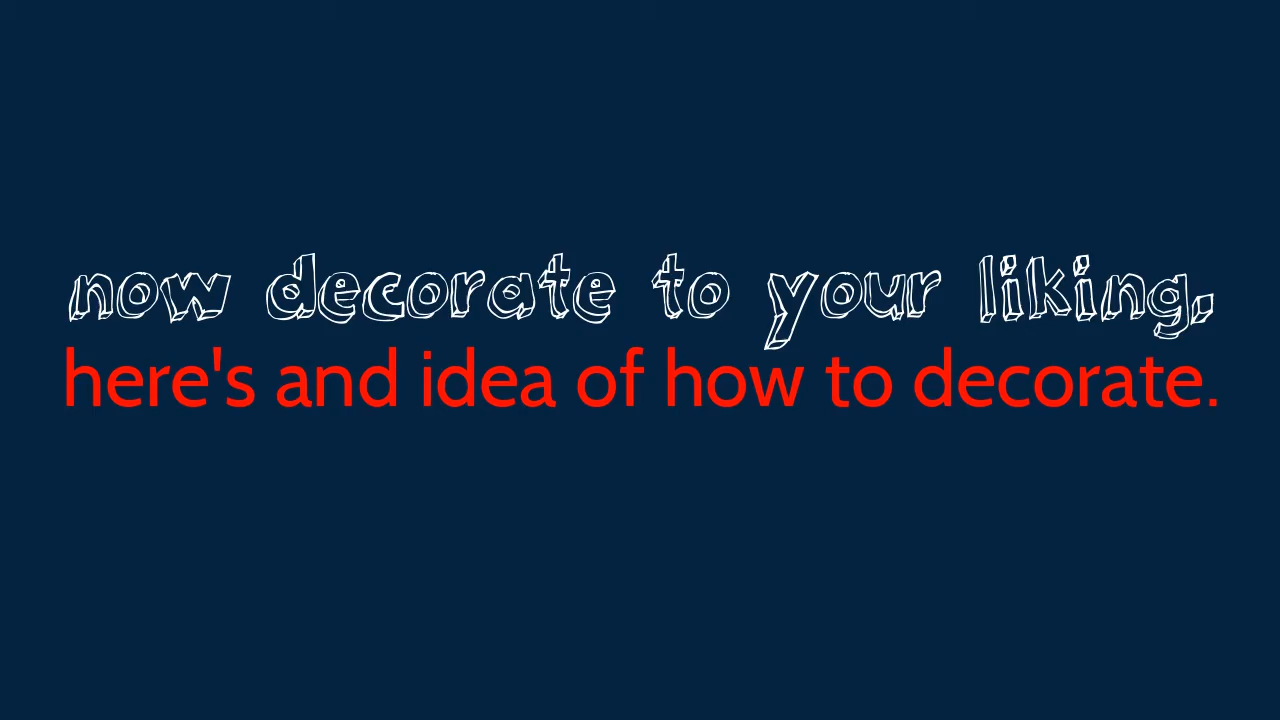 now decorate to your liking.
here's and idea of how to decorate.